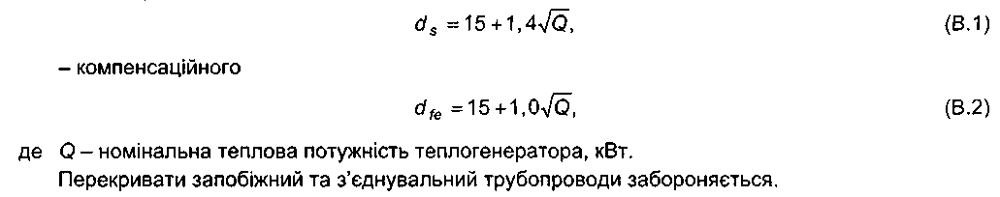 d_s = 15 + 1,4√Q, (В.1)
– компенсаційного
d_fe = 15 + 1,0√Q, (В.2)
де Q – номінальна теплова потужність теплогенератора, кВт.
Перекривати запобіжний та з'єднувальний трубопроводи забороняється.